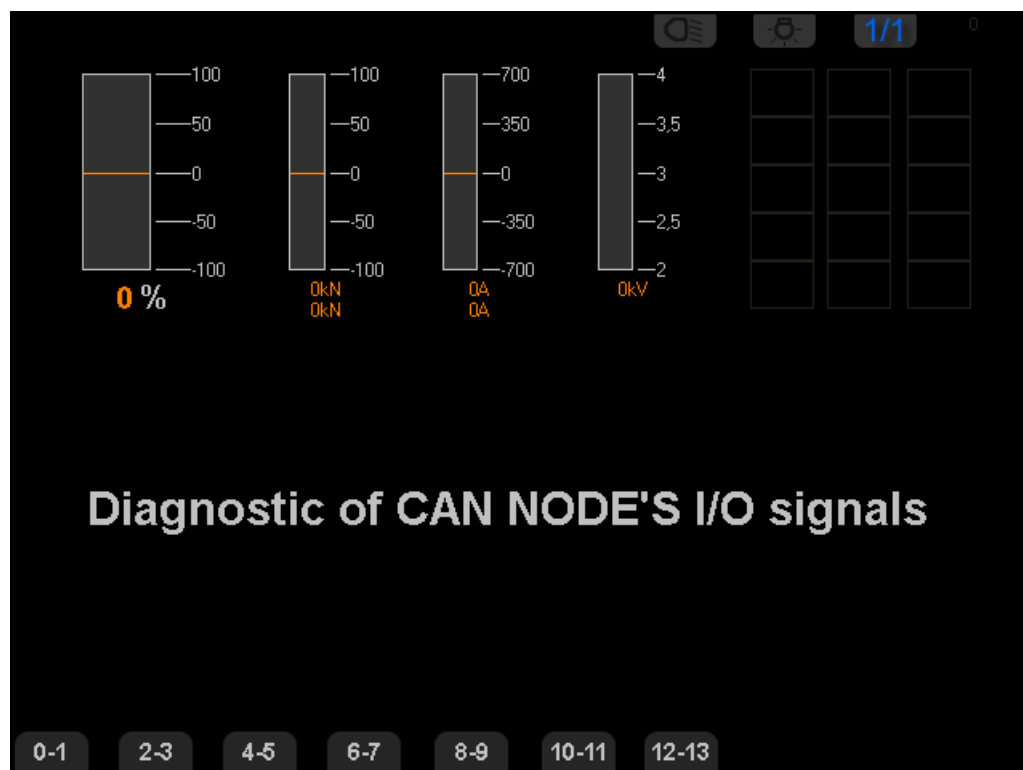 1/1 0
100 100 700 4
50 50 350 3,5
0 0 0 3
-50 -50 -350 2,5
-100 -100 -700 2
0 % 0kN 0A 0kV
0kN 0A
Diagnostic of CAN NODE'S I/O signals
0-1 2-3 4-5 6-7 8-9 10-11 12-13